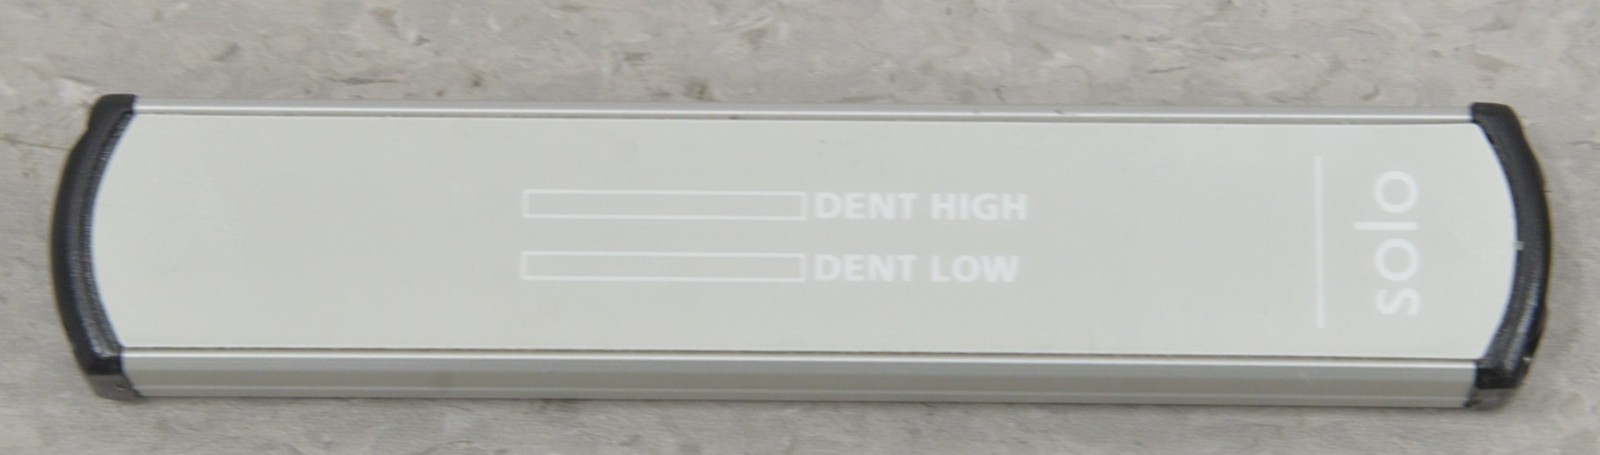 DENT HIGH
DENT LOW
solo